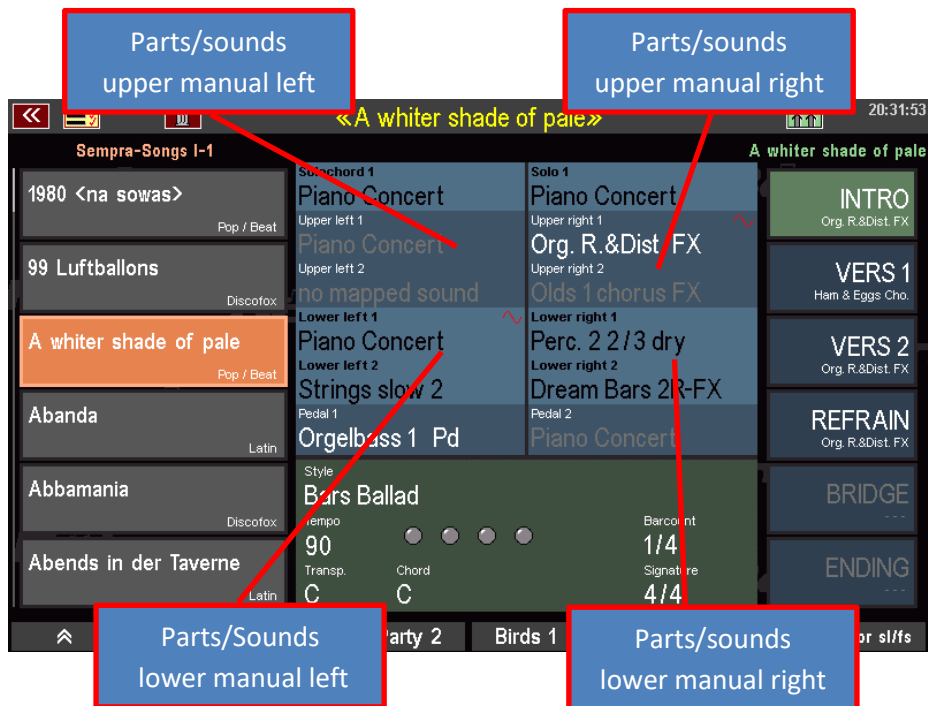 Parts/sounds
upper manual left
Parts/sounds
upper manual right
«A whiter shade of pale»
20:31:53
Sempra-Songs I-1
A whiter shade of pale
1980 <na sowas>
Pop / Beat
99 Luftballons
Discofox
A whiter shade of pale
Pop / Beat
Abanda
Latin
Abbamania
Discofox
Abends in der Taverne
Latin
Solochord 1
Piano Concert
Solo 1
Piano Concert
Upper left 1
Piano Concert
Upper right 1
Org. R.&Dist. FX
Upper left 2
no mapped sound
Upper right 2
Olds 1 chorus FX
Lower left 1
Piano Concert
Lower right 1
Perc. 2 2/3 dry
Lower left 2
Strings slow 2
Lower right 2
Dream Bars 2R-FX
Pedal 1
Orgelbass 1 Pd
Pedal 2
Piano Concert
Style
Bars Ballad
Tempo
90
Barcount
1/4
Transp.
C
Chord
C
Signature
4/4
INTRO
Org. R.&Dist. FX
VERS 1
Ham & Eggs Cho.
VERS 2
Org. R.&Dist. FX
REFRAIN
Org. R.&Dist. FX
BRIDGE
---
ENDING
---
Party 2
Birds 1
or sl/fs
Parts/Sounds
lower manual left
Parts/sounds
lower manual right